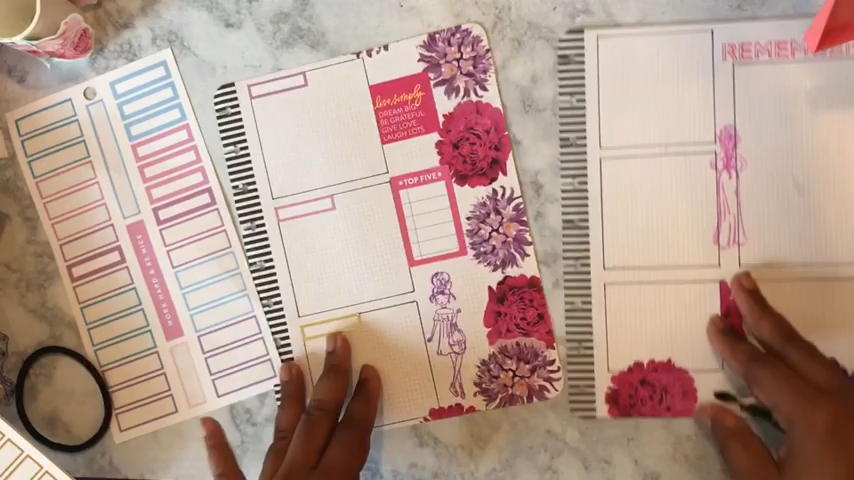 WORK HARD & BE NICE
live simply.
DREAM BIG.
BE GRATEFUL.
GIVE LOVE.
LAUGH LOTS.
TOP FIVE